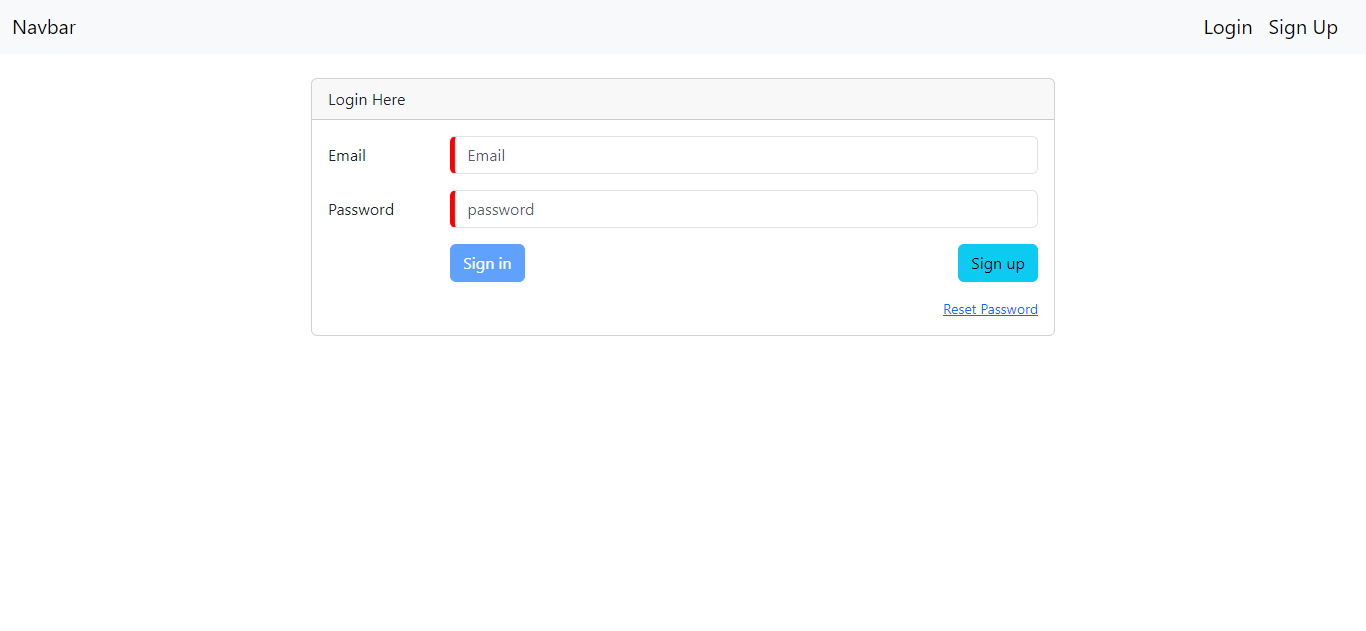 Navbar Login Sign Up
Login Here
Email Email
Password password
Sign in Sign up
Reset Password